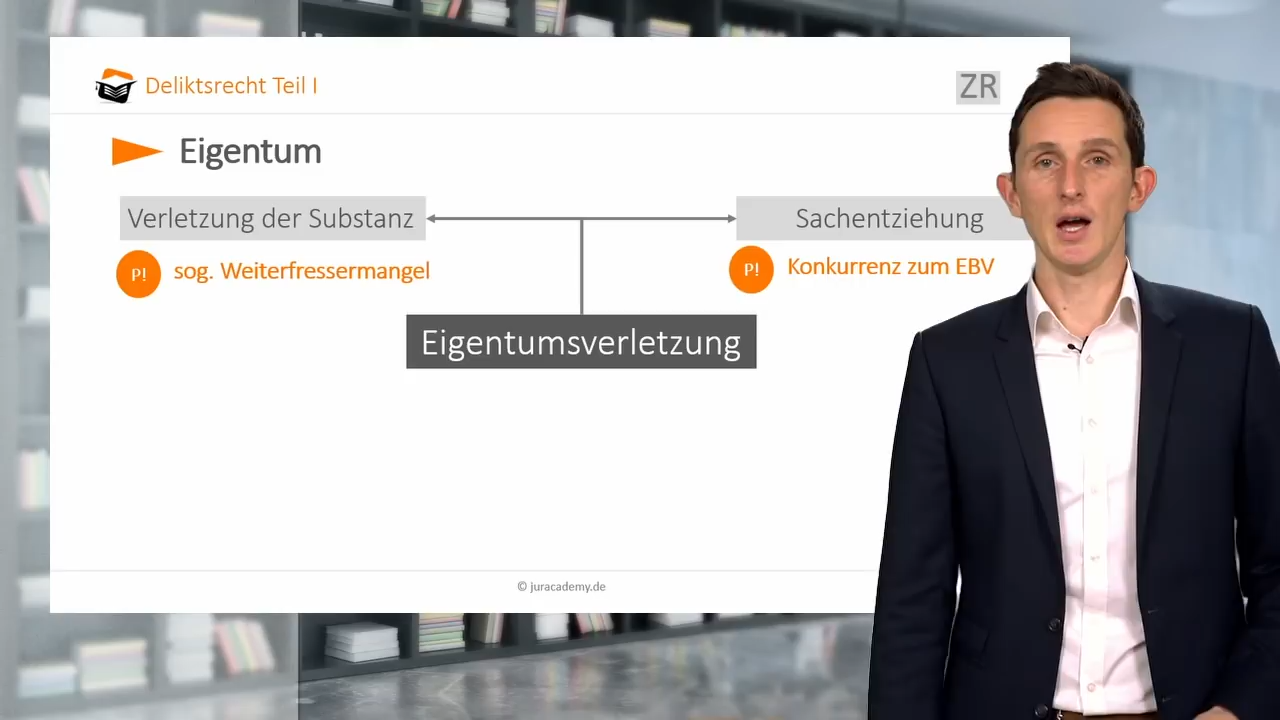 Deliktsrecht Teil I
ZR
Eigentum
Verletzung der Substanz
Sachentziehung
P!
sog. Weiterfressermangel
P!
Konkurrenz zum EBV
Eigentumsverletzung
© juracademy.de